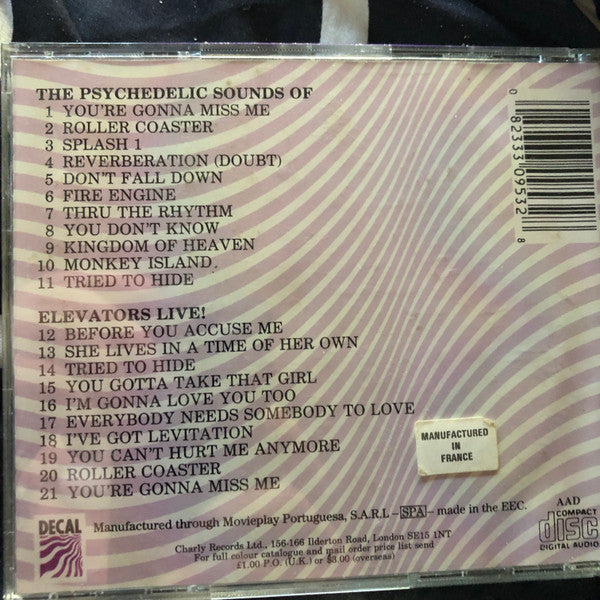 THE PSYCHEDELIC SOUNDS OF
1 YOU'RE GONNA MISS ME
2 ROLLER COASTER
3 SPLASH 1
4 REVERBERATION (DOUBT)
5 DON'T FALL DOWN
6 FIRE ENGINE
7 THRU THE RHYTHM
8 YOU DON'T KNOW
9 KINGDOM OF HEAVEN
10 MONKEY ISLAND
11 TRIED TO HIDE
ELEVATORS LIVE!
12 BEFORE YOU ACCUSE ME
13 SHE LIVES IN A TIME OF HER OWN
14 TRIED TO HIDE
15 YOU GOTTA TAKE THAT GIRL
16 I'M GONNA LOVE YOU TOO
17 EVERYBODY NEEDS SOMEBODY TO LOVE
18 I'VE GOT LEVITATION
19 YOU CAN'T HURT ME ANYMORE
20 ROLLER COASTER
21 YOU'RE GONNA MISS ME
0 82333 09532 8
MANUFACTURED
IN
FRANCE
DECAL
Manufactured through Movieplay Portuguesa, S.A.R.L – SPA – made in the EEC.
Charly Records Ltd., 156-166 Ilderton Road, London SE15 1NT
For full colour catalogue and mail order price list send
£1.00 P.O. (U.K.) or $3.00 (overseas)
AAD
COMPACT
disc
DIGITAL AUDIO